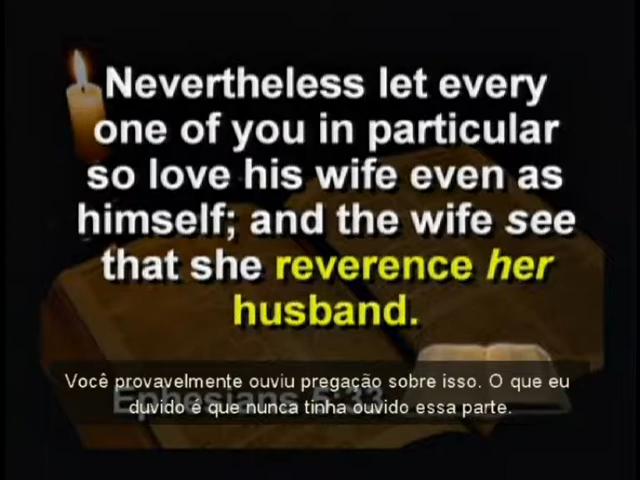 Nevertheless let every
one of you in particular
so love his wife even as
himself; and the wife see
that she reverence her
husband.
Ephesians 5:33
Você provavelmente ouviu pregação sobre isso. O que eu
duvido é que nunca tinha ouvido essa parte.